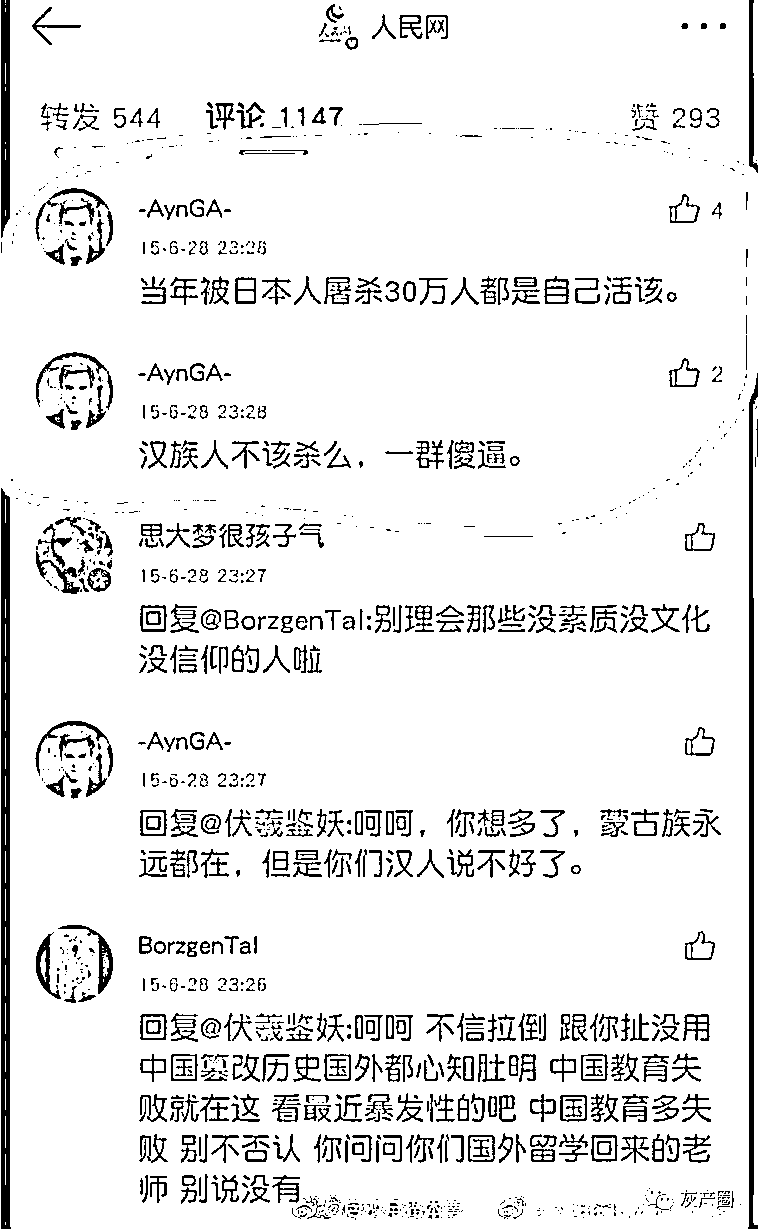 人民网
转发 544 评论 1147 赞 293
-AynGA- 4
15-6-28 23:28
当年被日本人屠杀30万人都是自己活该。
-AynGA- 2
15-6-28 23:28
汉族人不该杀么，一群傻逼。
思大梦很孩子气
15-6-28 23:27
回复@BorzgenTal:别理会那些没素质没文化
没信仰的人啦
-AynGA-
15-6-28 23:27
回复@伏羲鉴妖:呵呵，你想多了，蒙古族永
远都在，但是你们汉人说不好了。
BorzgenTal
15-6-28 23:26
回复@伏羲鉴妖:呵呵 不信拉倒 跟你扯没用
中国篡改历史国外都心知肚明 中国教育失
败就在这 看最近暴发性的吧 中国教育多失
败 别不否认 你问问你们国外留学回来的老
师 别说没有
灰产圈